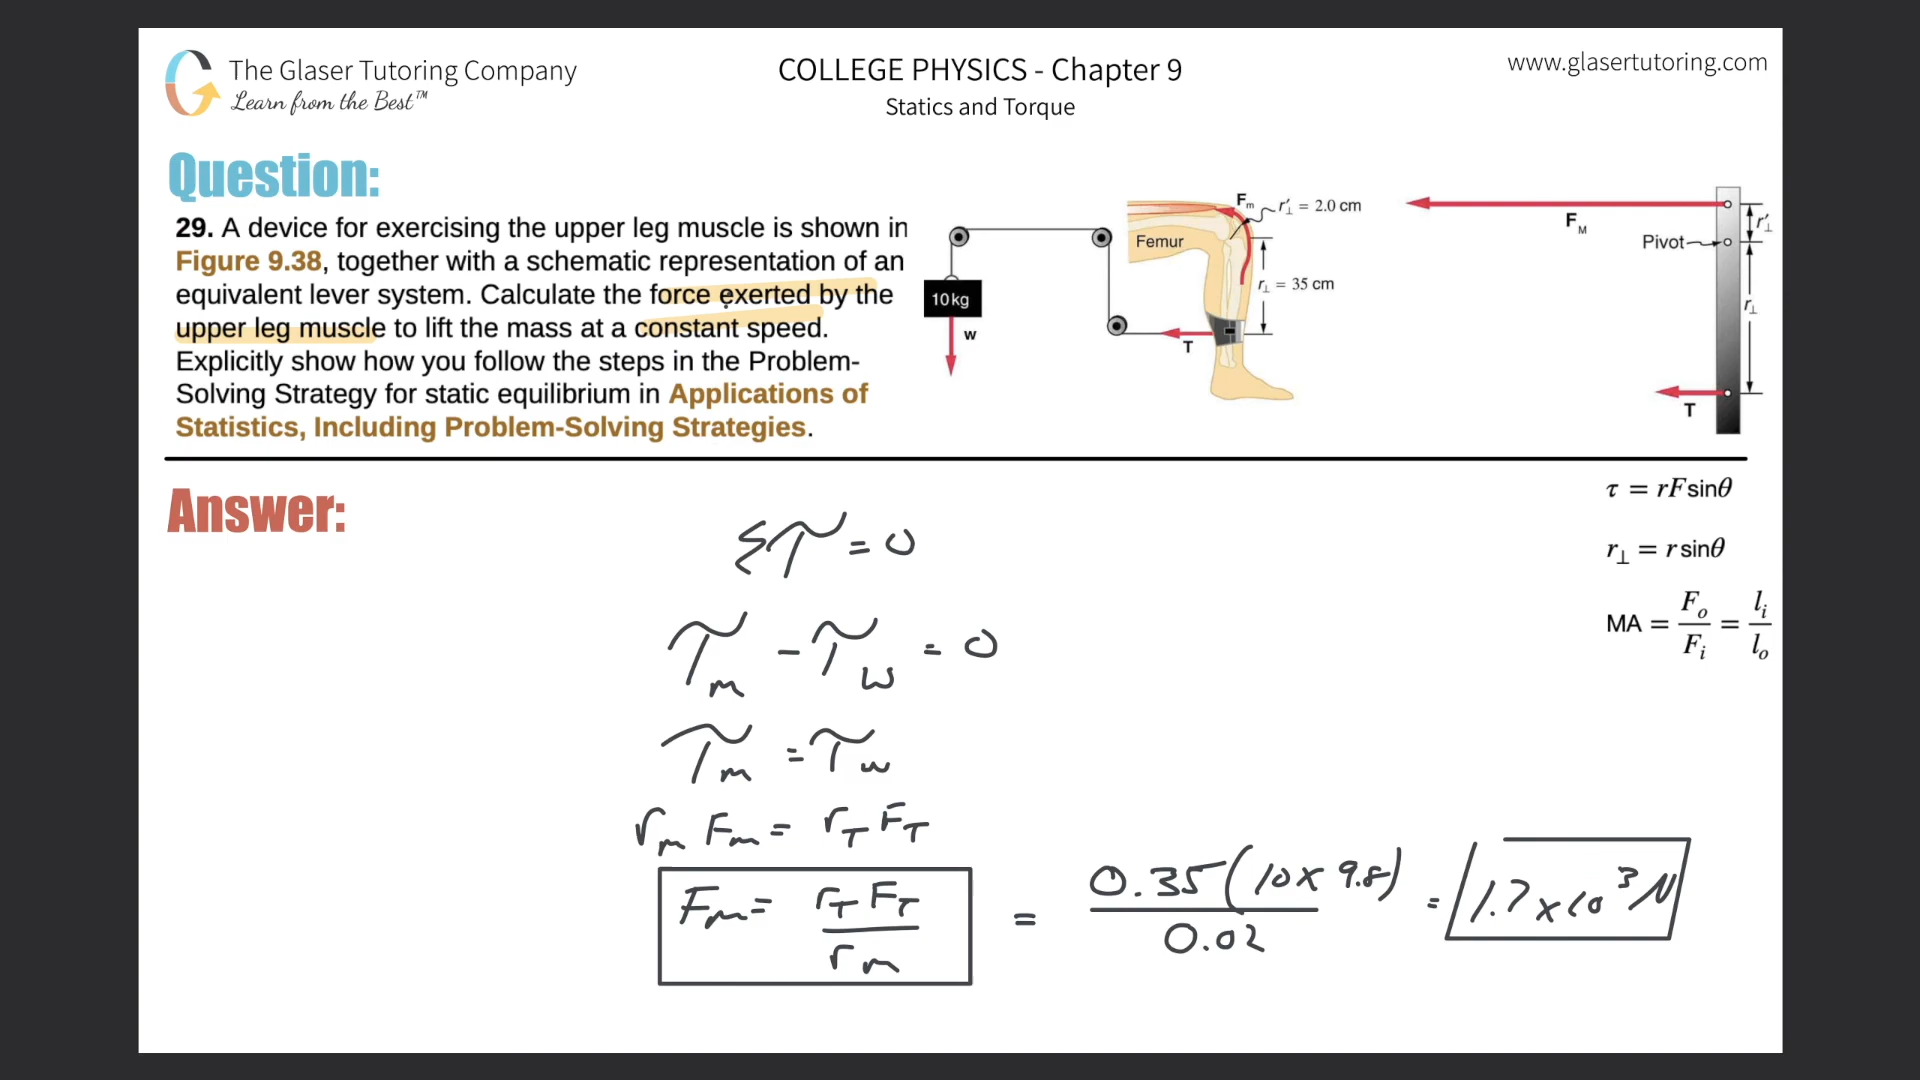 The Glaser Tutoring Company
Learn from the Best™
COLLEGE PHYSICS - Chapter 9
Statics and Torque
www.glasertutoring.com
Question:
29. A device for exercising the upper leg muscle is shown in
Figure 9.38, together with a schematic representation of an
equivalent lever system. Calculate the force exerted by the
upper leg muscle to lift the mass at a constant speed.
Explicitly show how you follow the steps in the Problem-
Solving Strategy for static equilibrium in Applications of
Statistics, Including Problem-Solving Strategies.
10 kg
w
Femur
Fm
r'⊥ = 2.0 cm
r⊥ = 35 cm
T
FM
Pivot
r'⊥
r⊥
T
Answer:
τ = rF sinθ
r⊥ = r sinθ
MA = Fo/Fi = li/lo
Στ = 0
τm - τw = 0
τm = τw
rm Fm = rT FT
Fm = rT FT / rm = 0.35(10 x 9.8) / 0.02 = 1.7 x 10³ N